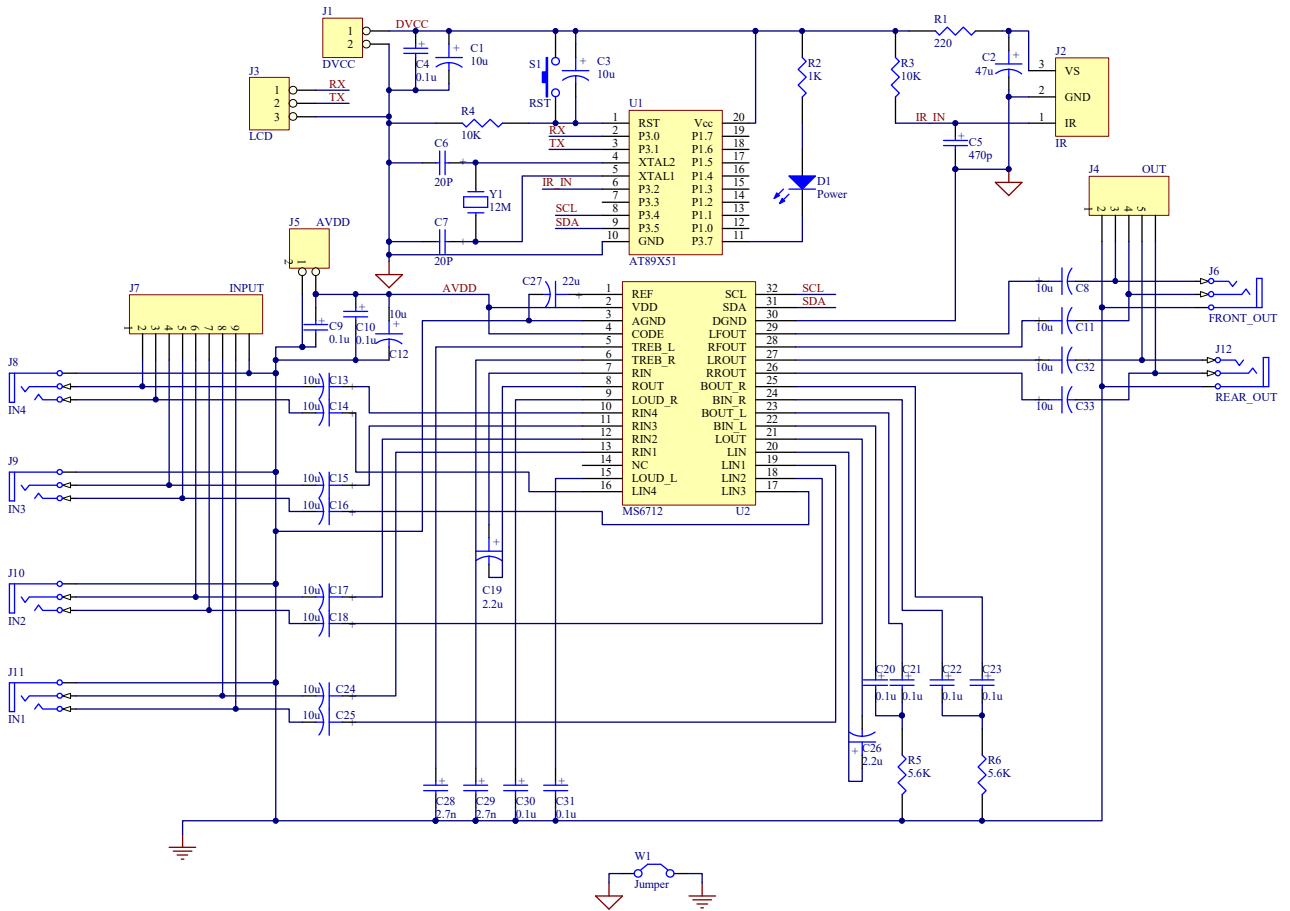 J1
1
2
DVCC
DVCC
J3
1
2
3
LCD
RX
TX
C4
0.1u
C1
10u
S1
RST
C3
10u
R4
10K
C6
20P
C7
20P
Y1
12M
RX
TX
IR_IN
SCL
SDA
U1
1 RST Vcc 20
2 P3.0 P1.7 19
3 P3.1 P1.6 18
4 XTAL2 P1.5 17
5 XTAL1 P1.4 16
6 P3.2 P1.3 15
7 P3.3 P1.2 14
8 P3.4 P1.1 13
9 P3.5 P1.0 12
10 GND P3.7 11
AT89X51
R2
1K
D1
Power
R3
10K
R1
220
C2
47u
IR_IN
C5
470p
J2
3 VS
2 GND
1 IR
IR
J4
OUT
1 2 3 4 5
J5
AVDD
2 1
J7
INPUT
1 2 3 4 5 6 7 8 9
C9
0.1u
C10
0.1u
10u
C12
AVDD
C27
22u
1 REF SCL 32 SCL
2 VDD SDA 31 SDA
3 AGND DGND 30
4 CODE LFOUT 29
5 TREB_L RFOUT 28
6 TREB_R LROUT 27
7 RIN RROUT 26
8 ROUT BOUT_R 25
9 LOUD_R BIN_R 24
10 RIN4 BOUT_L 23
11 RIN3 BIN_L 22
12 RIN2 LOUT 21
13 RIN1 LIN 20
14 NC LIN1 19
15 LOUD_L LIN2 18
16 LIN4 LIN3 17
MS6712
U2
10u C8
10u C11
10u C32
10u C33
J6
FRONT_OUT
J12
REAR_OUT
J8
IN4
10u C13
10u C14
J9
IN3
10u C15
10u C16
J10
IN2
10u C17
10u C18
J11
IN1
10u C24
10u C25
C19
2.2u
C20
0.1u
C21
0.1u
C22
0.1u
C23
0.1u
C26
2.2u
R5
5.6K
R6
5.6K
C28
2.7n
C29
2.7n
C30
0.1u
C31
0.1u
W1
Jumper